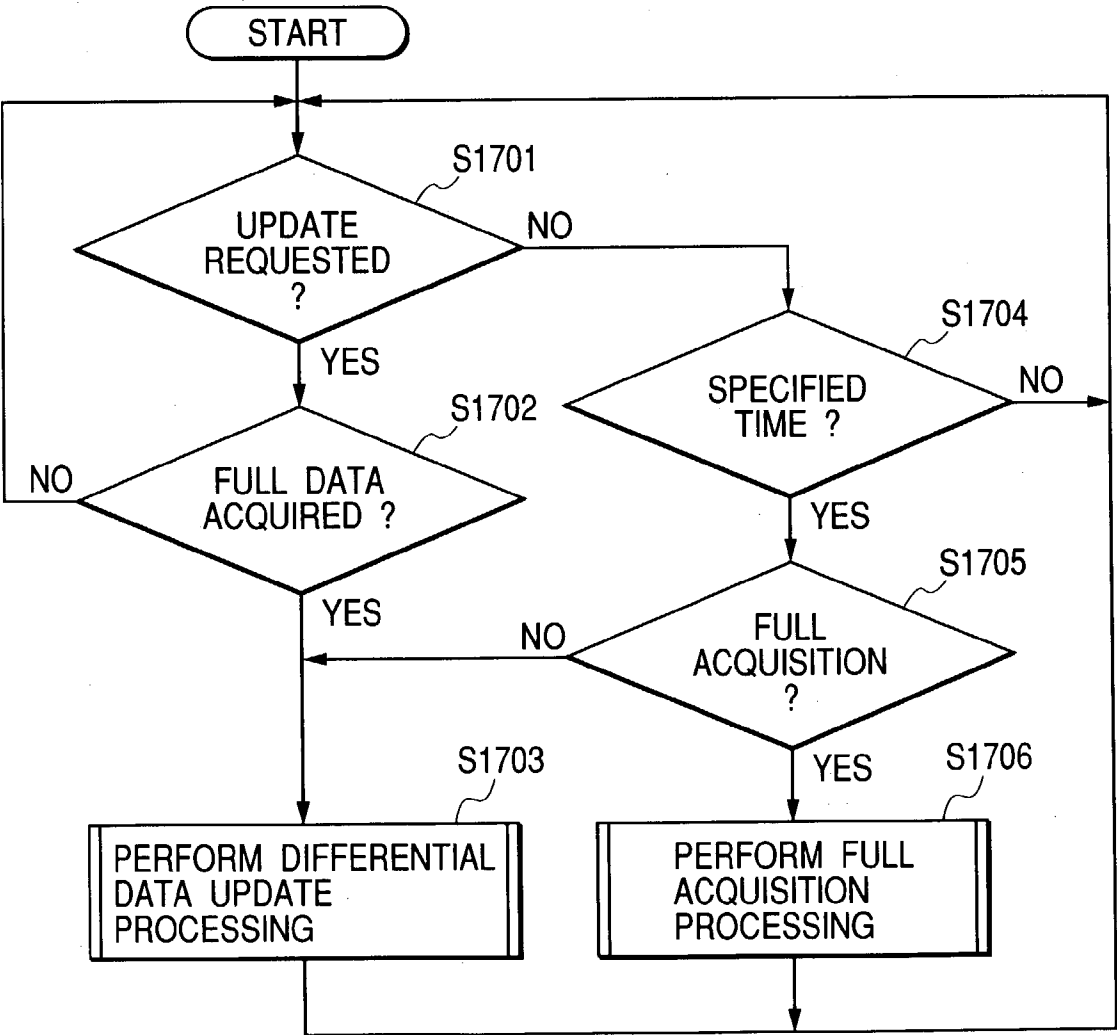 START
S1701
UPDATE
REQUESTED
?
NO
YES
S1704
SPECIFIED
TIME ?
NO
YES
S1702
FULL DATA
ACQUIRED ?
NO
YES
S1705
FULL
ACQUISITION
?
NO
YES
S1703
PERFORM DIFFERENTIAL
DATA UPDATE
PROCESSING
S1706
PERFORM FULL
ACQUISITION
PROCESSING